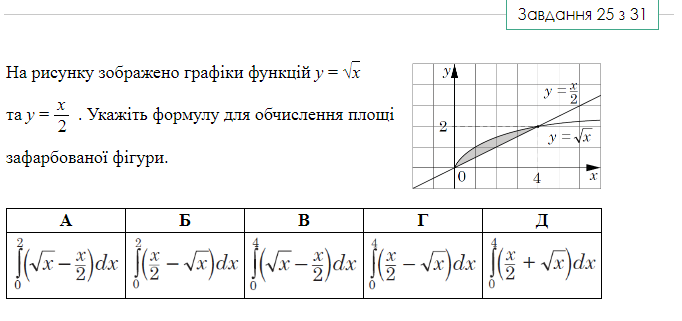 Завдання 25 з 31
На рисунку зображено графіки функцій y = √x
та y = x/2 . Укажіть формулу для обчислення площі
зафарбованої фігури.
y
y = x/2
2
y = √x
0
4
x
А Б В Г Д
∫₀²(√x − x/2)dx ∫₀²(x/2 − √x)dx ∫₀⁴(√x − x/2)dx ∫₀⁴(x/2 − √x)dx ∫₀⁴(x/2 + √x)dx